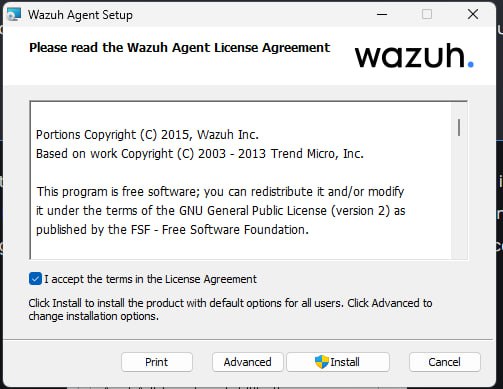 Wazuh Agent Setup
Please read the Wazuh Agent License Agreement
wazuh.
Portions Copyright (C) 2015, Wazuh Inc.
Based on work Copyright (C) 2003 - 2013 Trend Micro, Inc.
This program is free software; you can redistribute it and/or modify
it under the terms of the GNU General Public License (version 2) as
published by the FSF - Free Software Foundation.
I accept the terms in the License Agreement
Click Install to install the product with default options for all users. Click Advanced to
change installation options.
Print
Advanced
Install
Cancel